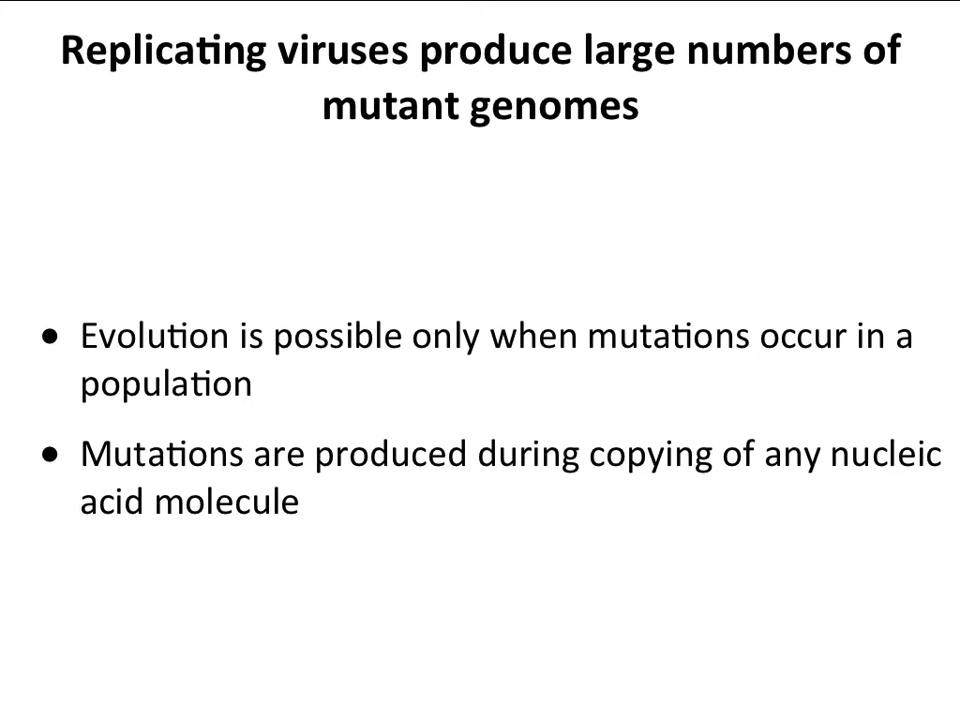 Replicating viruses produce large numbers of
mutant genomes
• Evolution is possible only when mutations occur in a
population
• Mutations are produced during copying of any nucleic
acid molecule